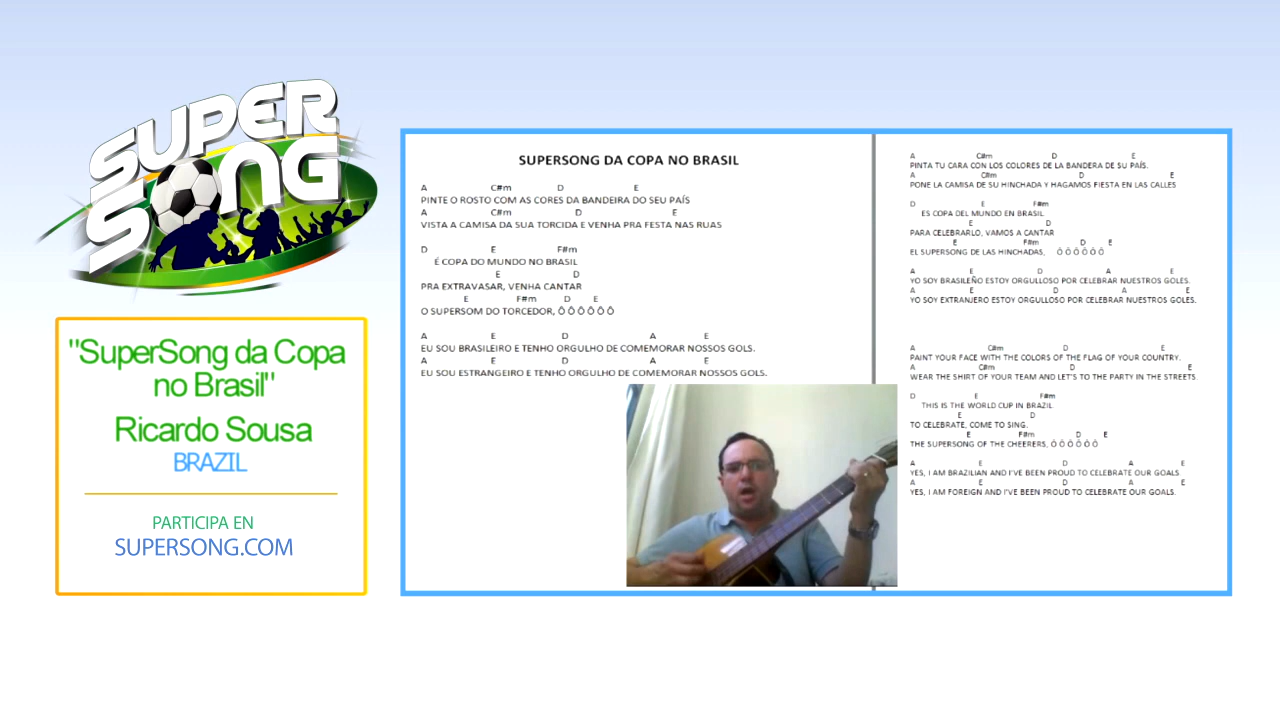 SUPER
SONG
"SuperSong da Copa
no Brasil"
Ricardo Sousa
BRAZIL
PARTICIPA EN
SUPERSONG.COM
SUPERSONG DA COPA NO BRASIL
A C#m D E
PINTE O ROSTO COM AS CORES DA BANDEIRA DO SEU PAÍS
A C#m D E
VISTA A CAMISA DA SUA TORCIDA E VENHA PRA FESTA NAS RUAS
D E F#m
É COPA DO MUNDO NO BRASIL
E D
PRA EXTRAVASAR, VENHA CANTAR
E F#m D E
O SUPERSOM DO TORCEDOR, Ô Ô Ô Ô Ô Ô
A E D A E
EU SOU BRASILEIRO E TENHO ORGULHO DE COMEMORAR NOSSOS GOLS.
A E D A E
EU SOU ESTRANGEIRO E TENHO ORGULHO DE COMEMORAR NOSSOS GOLS.
A C#m D E
PINTA TU CARA CON LOS COLORES DE LA BANDERA DE SU PAÍS.
A C#m D E
PONE LA CAMISA DE SU HINCHADA Y HAGAMOS FIESTA EN LAS CALLES
D E F#m
ES COPA DEL MUNDO EN BRASIL
E D
PARA CELEBRARLO, VAMOS A CANTAR
E F#m D E
EL SUPERSONG DE LAS HINCHADAS, Ô Ô Ô Ô Ô Ô
A E D A E
YO SOY BRASILEÑO ESTOY ORGULLOSO POR CELEBRAR NUESTROS GOLES.
A E D A E
YO SOY EXTRANJERO ESTOY ORGULLOSO POR CELEBRAR NUESTROS GOLES.
A C#m D E
PAINT YOUR FACE WITH THE COLORS OF THE FLAG OF YOUR COUNTRY.
A C#m D E
WEAR THE SHIRT OF YOUR TEAM AND LET'S TO THE PARTY IN THE STREETS.
D E F#m
THIS IS THE WORLD CUP IN BRAZIL
E D
TO CELEBRATE, COME TO SING.
E F#m D E
THE SUPERSONG OF THE CHEERERS, Ô Ô Ô Ô Ô Ô
A E D A E
YES, I AM BRAZILIAN AND I'VE BEEN PROUD TO CELEBRATE OUR GOALS
A E D A E
YES, I AM FOREIGN AND I'VE BEEN PROUD TO CELEBRATE OUR GOALS.